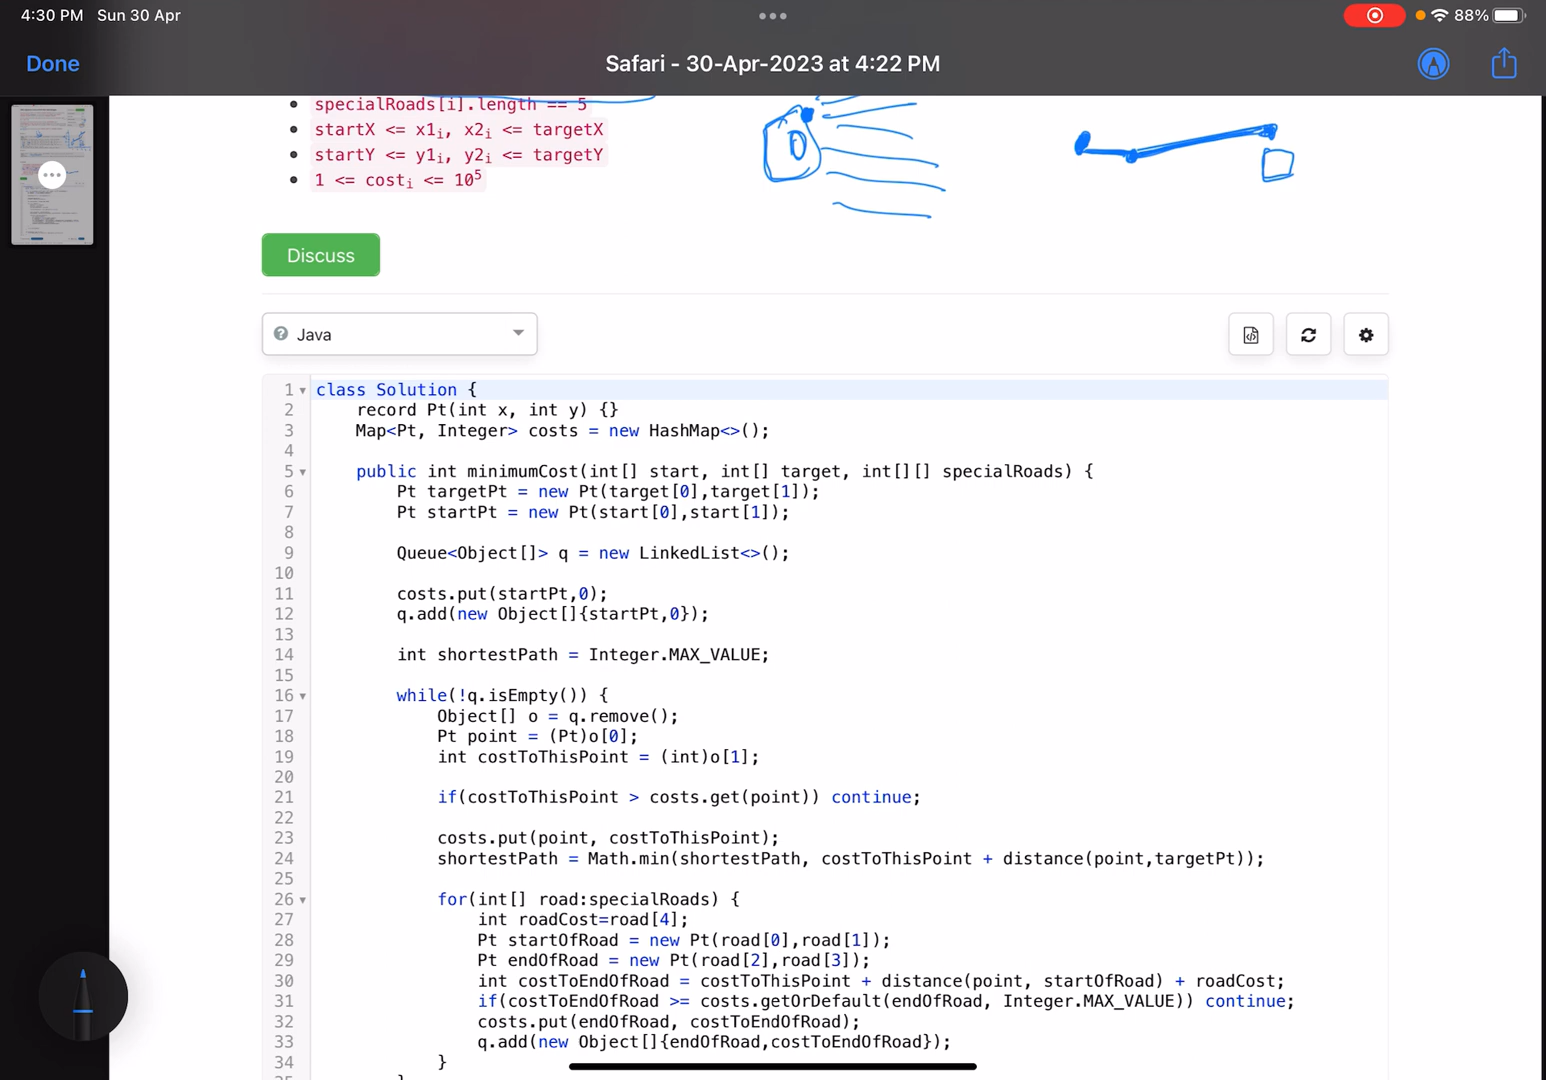 4:30 PM Sun 30 Apr
88%
Done
Safari - 30-Apr-2023 at 4:22 PM
specialRoads[i].length == 5
startX <= x1i, x2i <= targetX
startY <= y1i, y2i <= targetY
1 <= costi <= 10^5
Discuss
Java
1 class Solution {
2 record Pt(int x, int y) {}
3 Map<Pt, Integer> costs = new HashMap<>();
4
5 public int minimumCost(int[] start, int[] target, int[][] specialRoads) {
6 Pt targetPt = new Pt(target[0],target[1]);
7 Pt startPt = new Pt(start[0],start[1]);
8
9 Queue<Object[]> q = new LinkedList<>();
10
11 costs.put(startPt,0);
12 q.add(new Object[]{startPt,0});
13
14 int shortestPath = Integer.MAX_VALUE;
15
16 while(!q.isEmpty()) {
17 Object[] o = q.remove();
18 Pt point = (Pt)o[0];
19 int costToThisPoint = (int)o[1];
20
21 if(costToThisPoint > costs.get(point)) continue;
22
23 costs.put(point, costToThisPoint);
24 shortestPath = Math.min(shortestPath, costToThisPoint + distance(point,targetPt));
25
26 for(int[] road:specialRoads) {
27 int roadCost=road[4];
28 Pt startOfRoad = new Pt(road[0],road[1]);
29 Pt endOfRoad = new Pt(road[2],road[3]);
30 int costToEndOfRoad = costToThisPoint + distance(point, startOfRoad) + roadCost;
31 if(costToEndOfRoad >= costs.getOrDefault(endOfRoad, Integer.MAX_VALUE)) continue;
32 costs.put(endOfRoad, costToEndOfRoad);
33 q.add(new Object[]{endOfRoad,costToEndOfRoad});
34 }